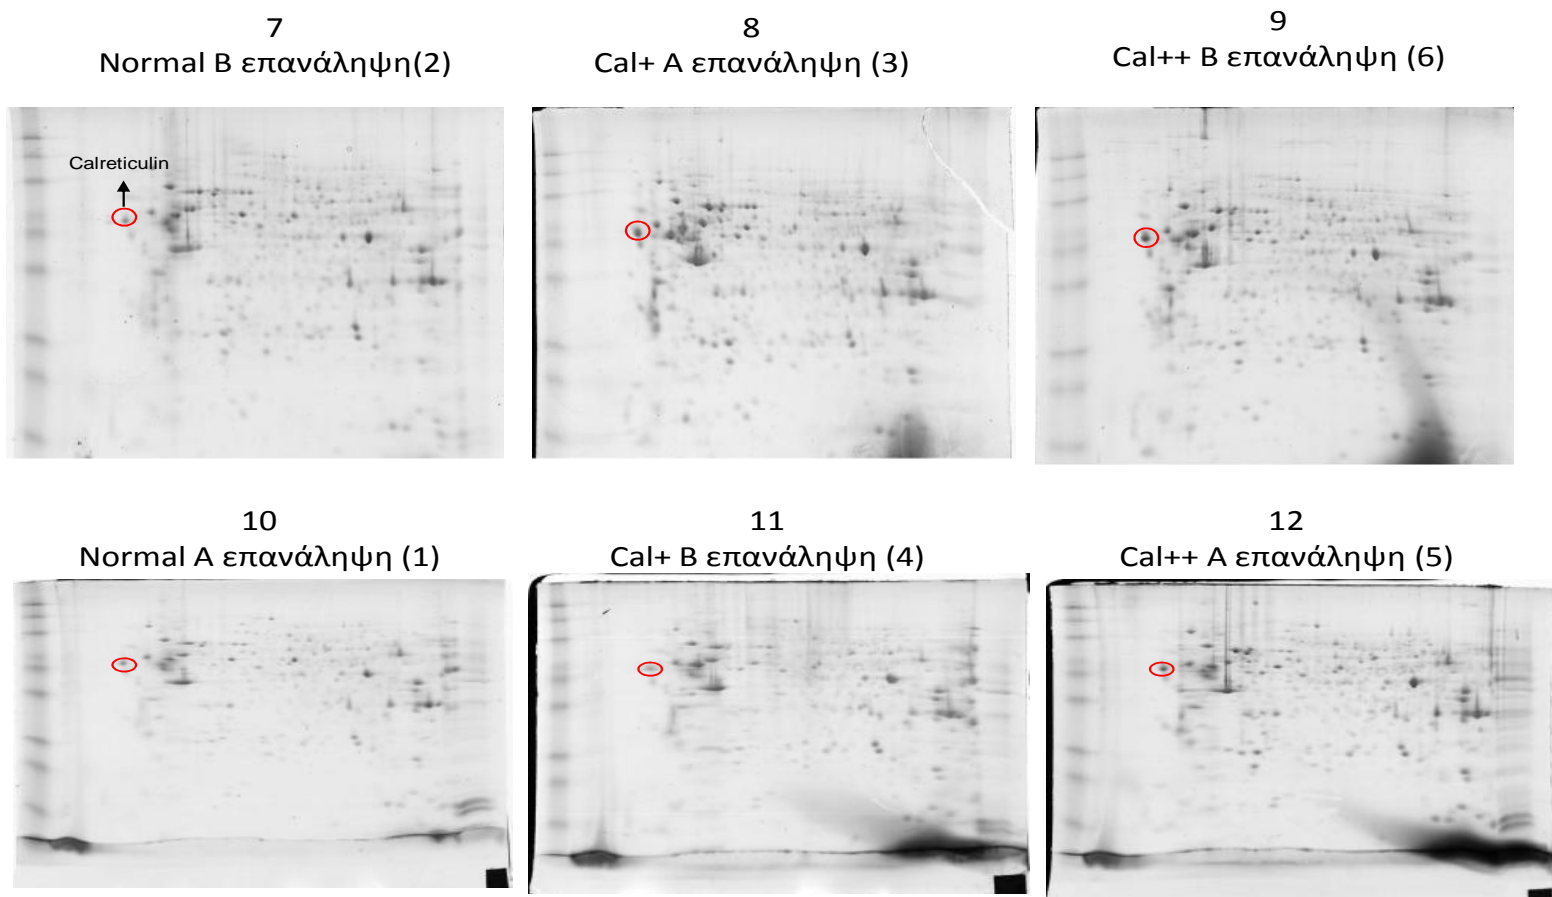 7
Normal B επανάληψη(2)
8
Cal+ A επανάληψη (3)
9
Cal++ B επανάληψη (6)
Calreticulin
10
Normal A επανάληψη (1)
11
Cal+ B επανάληψη (4)
12
Cal++ A επανάληψη (5)